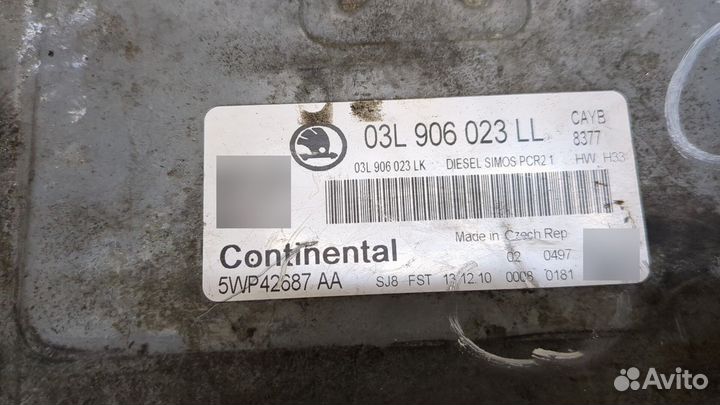 03L 906 023 LL
CAYB
8377
03L 906 023 LK DIESEL SIMOS PCR2 1 HW H33
Made in Czech Rep
Continental
02 0497
5WP42687 AA
SJ8 FST 13.12.10 0008 0181
Avito